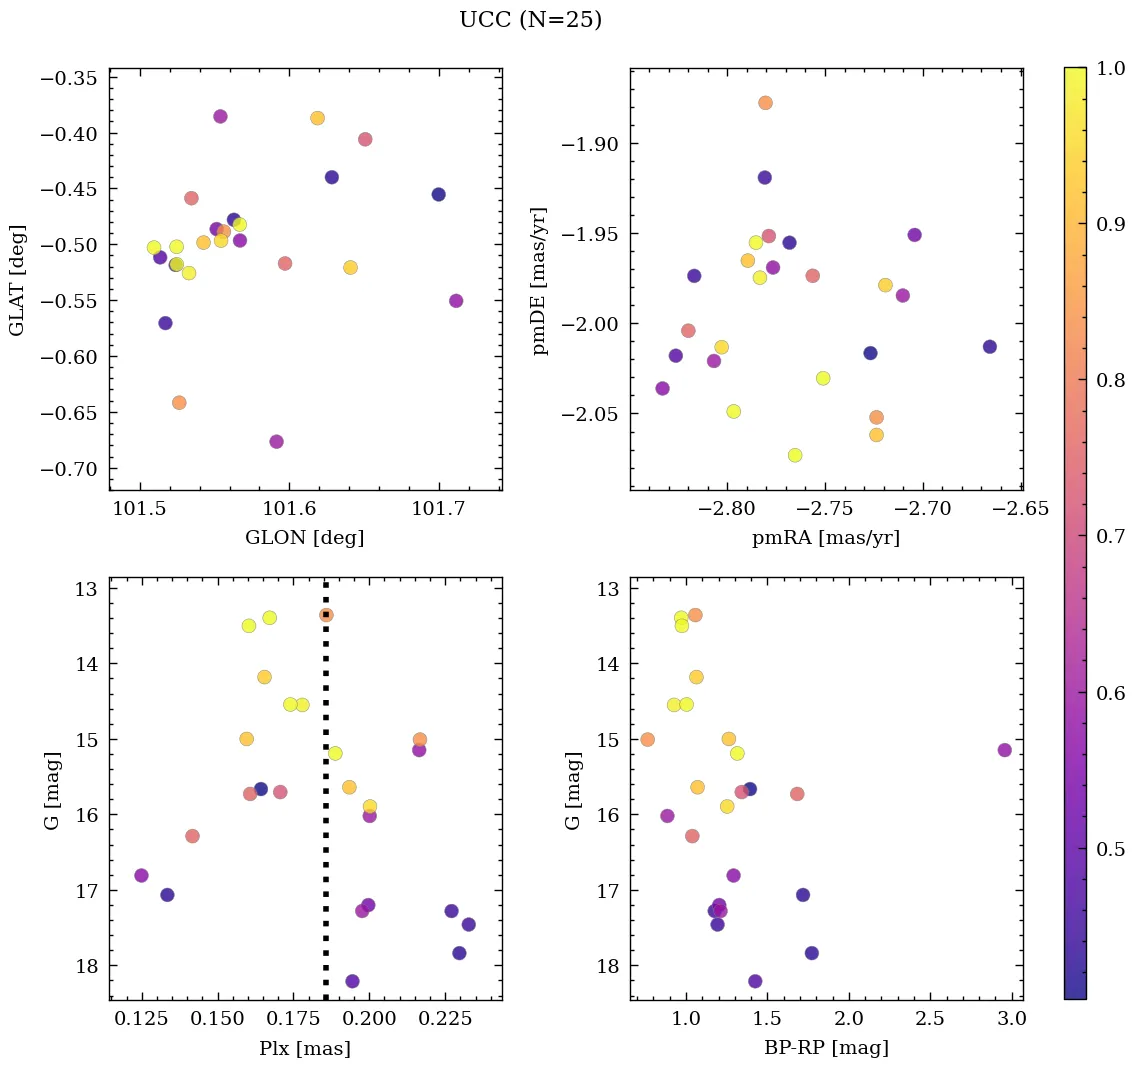 UCC (N=25)
−0.35
−0.40
−0.45
−0.50
−0.55
−0.60
−0.65
−0.70
GLAT [deg]
101.5 101.6 101.7
GLON [deg]
−1.90
−1.95
−2.00
−2.05
pmDE [mas/yr]
−2.80 −2.75 −2.70 −2.65
pmRA [mas/yr]
13
14
15
16
17
18
G [mag]
0.125 0.150 0.175 0.200 0.225
Plx [mas]
13
14
15
16
17
18
G [mag]
1.0 1.5 2.0 2.5 3.0
BP-RP [mag]
1.0
0.9
0.8
0.7
0.6
0.5